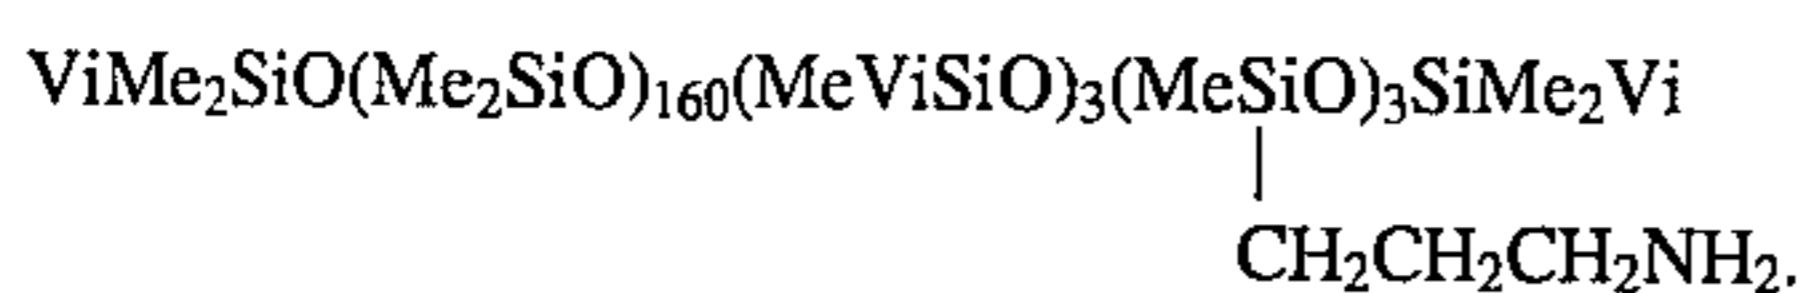 ViMe₂SiO(Me₂SiO)₁₆₀(MeViSiO)₃(MeSiO)₃SiMe₂Vi
CH₂CH₂CH₂NH₂.